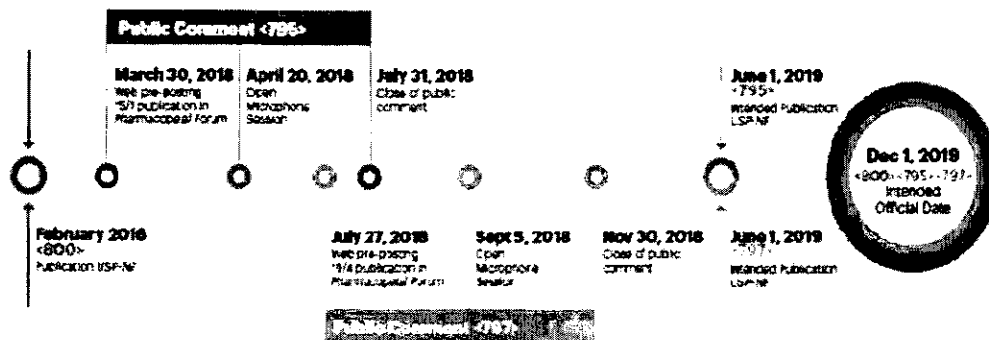 Public Comment <795>
March 30, 2018
Web pre-posting
*5/1 publication in
Pharmacopeial Forum
April 20, 2018
Open
Microphone
Session
July 31, 2018
Close of public
comment
June 1, 2019
<795>
Intended Publication
USP-NF
Dec 1, 2019
<800> <795> <797>
Intended
Official Date
February 2016
<800>
Publication USP-NF
July 27, 2018
Web pre-posting
*9/4 publication in
Pharmacopeial Forum
Sept 5, 2018
Open
Microphone
Session
Nov 30, 2018
Close of public
comment
June 1, 2019
<797>
Intended Publication
USP-NF
Public Comment <797>